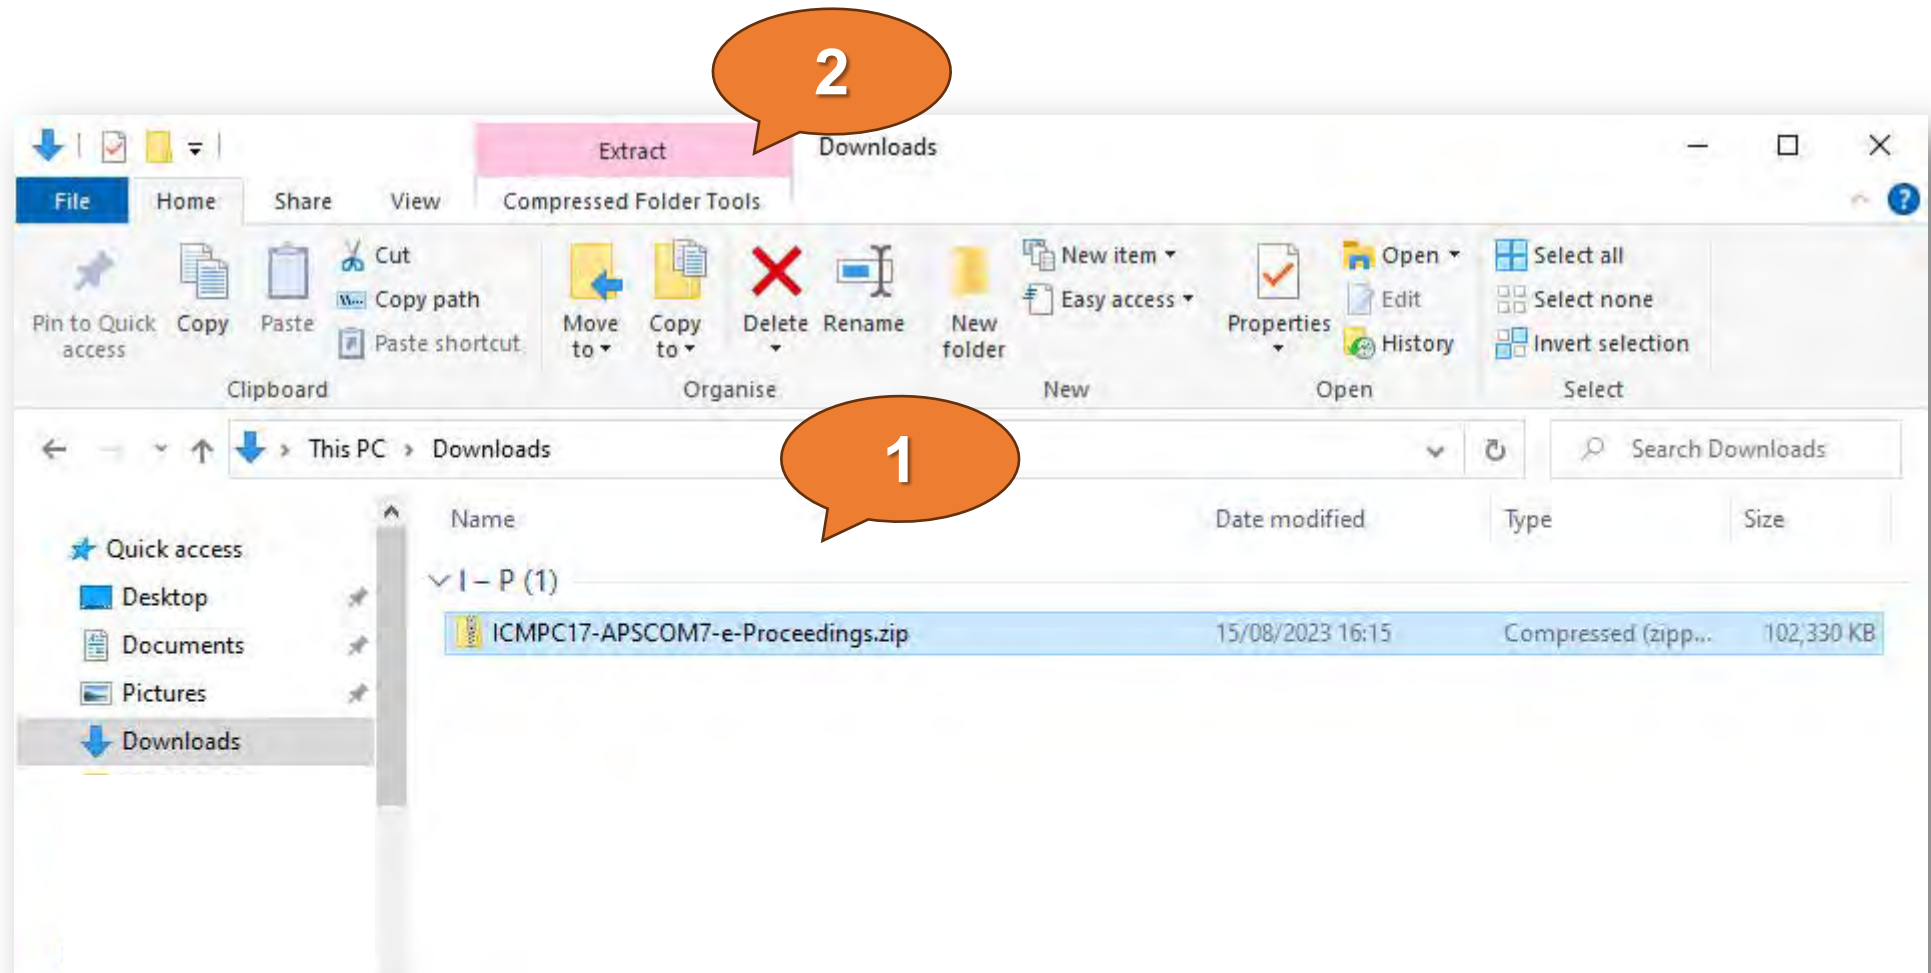 2
Extract
Downloads
File Home Share View Compressed Folder Tools
Pin to Quick access
Copy
Paste
Cut
Copy path
Paste shortcut
Clipboard
Move to
Copy to
Delete
Rename
Organise
New folder
New item
Easy access
New
Properties
Open
Edit
History
Open
Select all
Select none
Invert selection
Select
1
This PC > Downloads
Search Downloads
Name Date modified Type Size
Quick access
Desktop
Documents
Pictures
Downloads
I – P (1)
ICMPC17-APSCOM7-e-Proceedings.zip 15/08/2023 16:15 Compressed (zipp... 102,330 KB